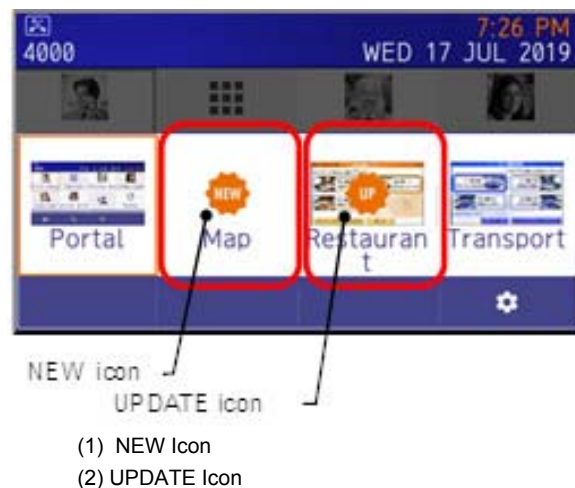 7:26 PM
4000 WED 17 JUL 2019
NEW UP
Portal Map Restauran Transport
t
NEW icon
UPDATE icon
(1) NEW Icon
(2) UPDATE Icon